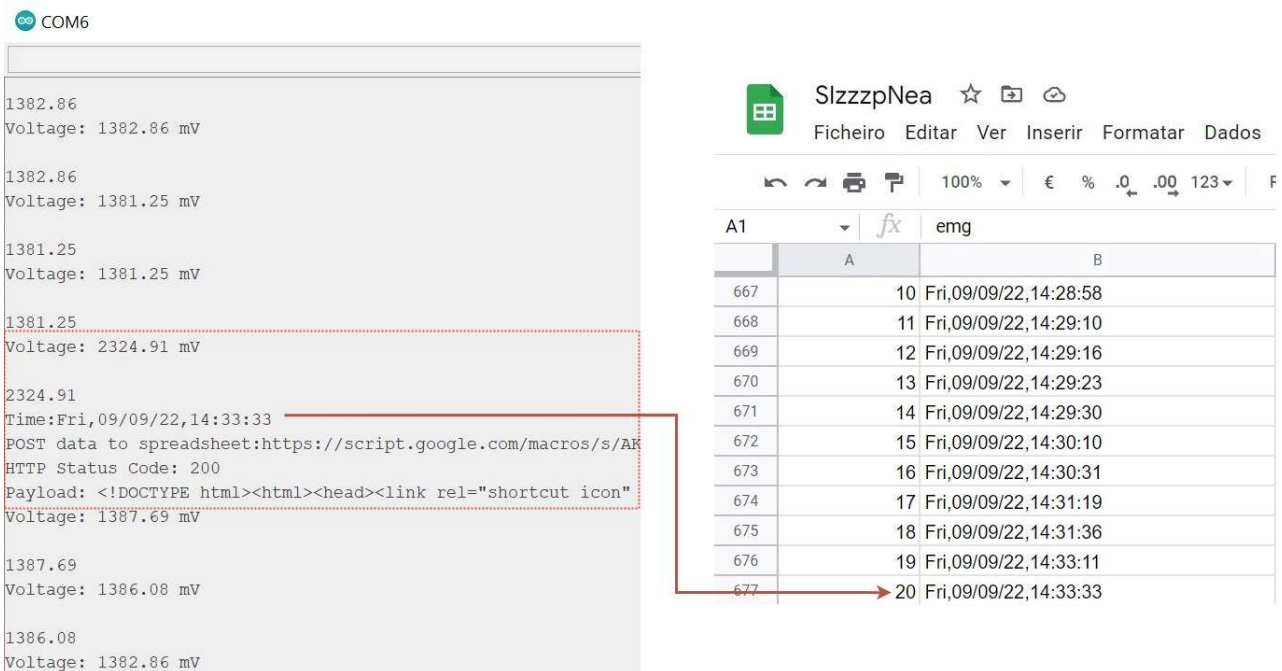 COM6
1382.86
Voltage: 1382.86 mV
1382.86
Voltage: 1381.25 mV
1381.25
Voltage: 1381.25 mV
1381.25
Voltage: 2324.91 mV
2324.91
Time:Fri,09/09/22,14:33:33
POST data to spreadsheet:https://script.google.com/macros/s/AK
HTTP Status Code: 200
Payload: <!DOCTYPE html><html><head><link rel="shortcut icon"
Voltage: 1387.69 mV
1387.69
Voltage: 1386.08 mV
1386.08
Voltage: 1382.86 mV
SlzzzpNea
Ficheiro Editar Ver Inserir Formatar Dados
100% € % .0 .00 123 F
A1 fx emg
A B
667 10 Fri,09/09/22,14:28:58
668 11 Fri,09/09/22,14:29:10
669 12 Fri,09/09/22,14:29:16
670 13 Fri,09/09/22,14:29:23
671 14 Fri,09/09/22,14:29:30
672 15 Fri,09/09/22,14:30:10
673 16 Fri,09/09/22,14:30:31
674 17 Fri,09/09/22,14:31:19
675 18 Fri,09/09/22,14:31:36
676 19 Fri,09/09/22,14:33:11
677 20 Fri,09/09/22,14:33:33